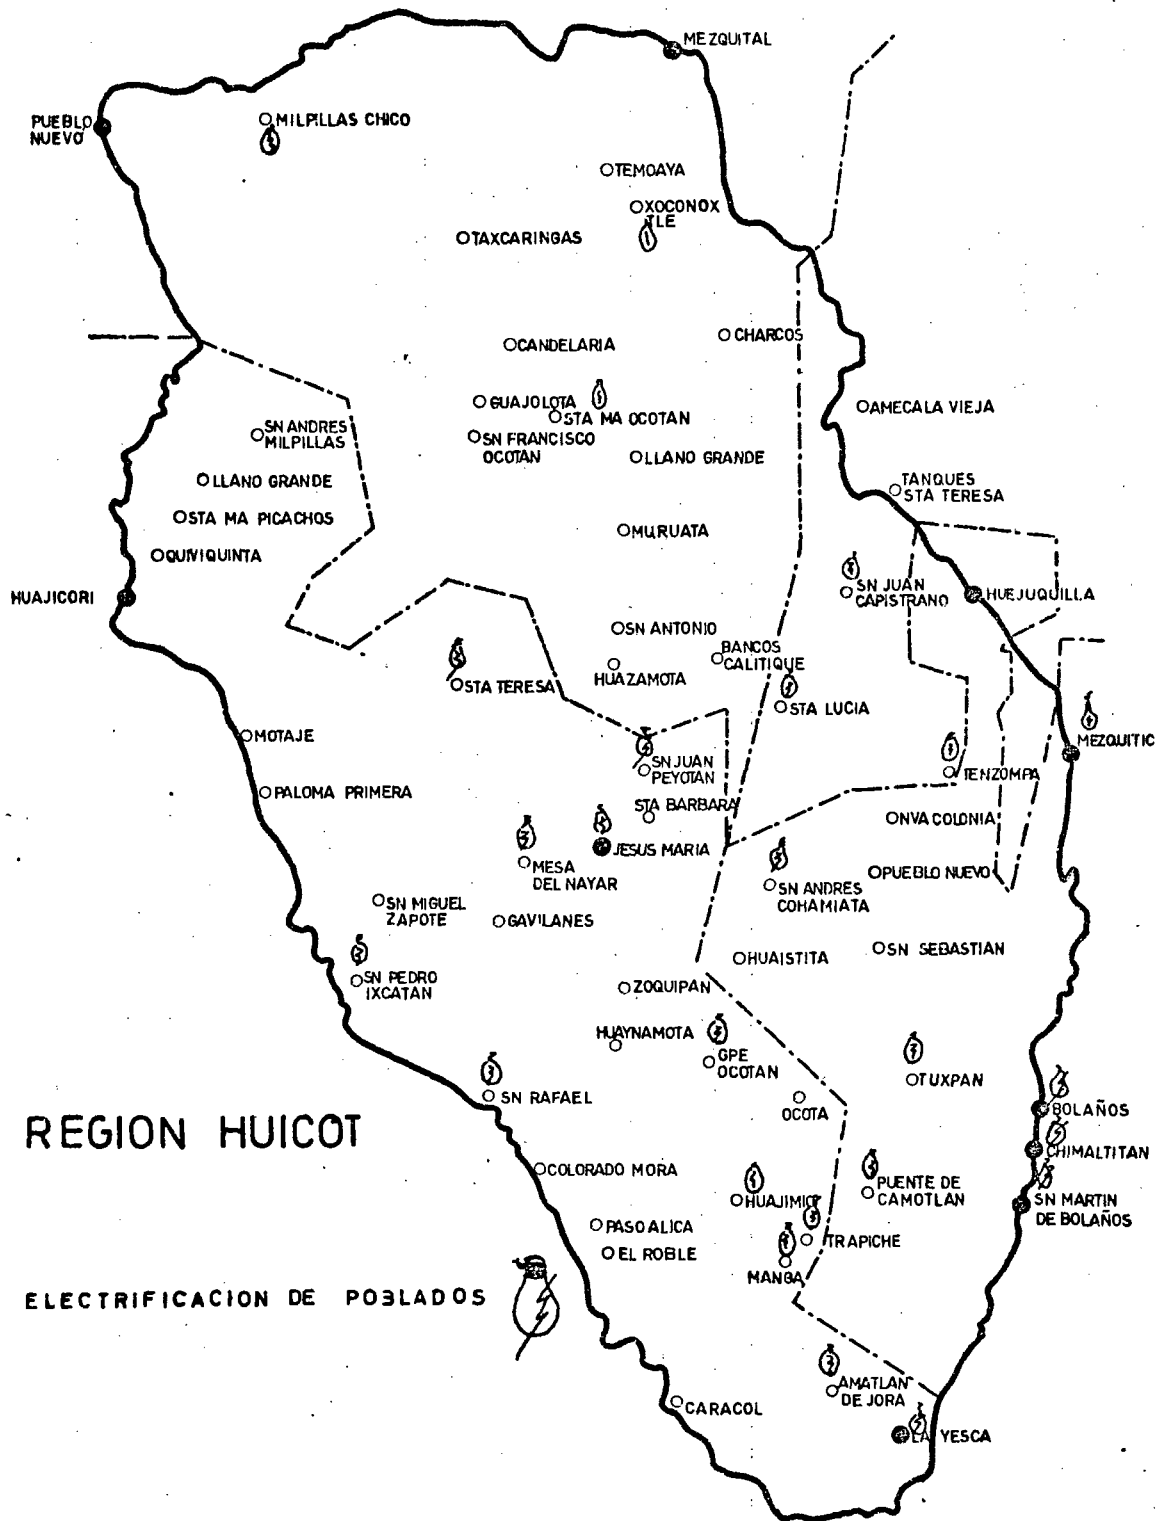 MEZQUITAL
PUEBLO
NUEVO
MILPILLAS CHICO
TEMOAYA
XOCONOX
TLE
TAXCARINGAS
CHARCOS
CANDELARIA
GUAJOLOTA
STA MA OCOTAN
SN FRANCISCO
OCOTAN
AMECALA VIEJA
SN ANDRES
MILPILLAS
LLANO GRANDE
LLANO GRANDE
TANQUES
STA TERESA
STA MA PICACHOS
MURUATA
QUIVIQUINTA
HUAJICORI
SN JUAN
CAPISTRANO
HUEJUQUILLA
SN ANTONIO
BANCOS
CALITIQUE
HUAZAMOTA
STA TERESA
STA LUCIA
MOTAJE
MEZQUITIC
SN JUAN
PEYOTAN
TENZOMPA
PALOMA PRIMERA
STA BARBARA
NVA COLONIA
JESUS MARIA
MESA
DEL NAYAR
PUEBLO NUEVO
SN ANDRES
COHAMIATA
SN MIGUEL
ZAPOTE
GAVILANES
SN SEBASTIAN
HUAISTITA
SN PEDRO
IXCATAN
ZOQUIPAN
HUAYNAMOTA
GPE
OCOTAN
TUXPAN
SN RAFAEL
OCOTA
BOLAÑOS
REGION HUICOT
CHIMALTITAN
COLORADO MORA
PUENTE DE
CAMOTLAN
HUAJIMIC
SN MARTIN
DE BOLAÑOS
PASO ALICA
TRAPICHE
EL ROBLE
MANGA
ELECTRIFICACION DE POBLADOS
AMATLAN
DE JORA
CARACOL
LA YESCA